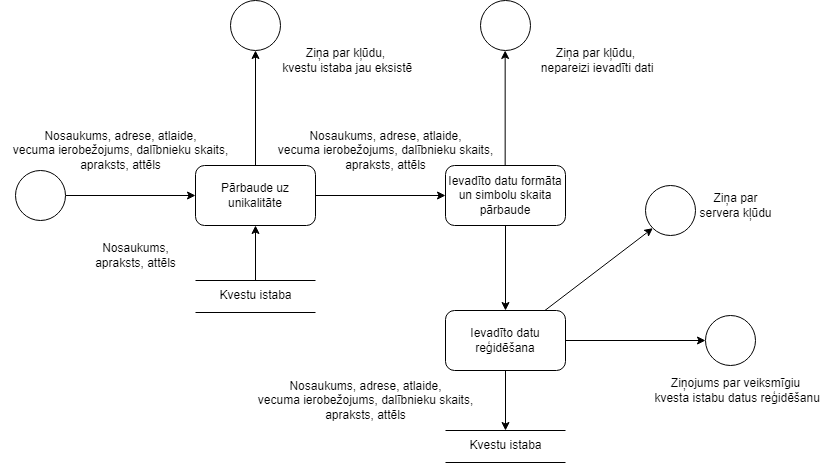 Ziņa par kļūdu,
kvestu istaba jau eksistē
Ziņa par kļūdu,
nepareizi ievadīti dati
Nosaukums, adrese, atlaide,
vecuma ierobežojums, dalībnieku skaits,
apraksts, attēls
Nosaukums, adrese, atlaide,
vecuma ierobežojums, dalībnieku skaits,
apraksts, attēls
Pārbaude uz
unikalitāte
Ievadīto datu formāta
un simbolu skaita
pārbaude
Ziņa par
servera kļūdu
Nosaukums,
apraksts, attēls
Kvestu istaba
Ievadīto datu
reģidēšana
Nosaukums, adrese, atlaide,
vecuma ierobežojums, dalībnieku skaits,
apraksts, attēls
Ziņojums par veiksmīgiu
kvesta istabu datus reģidēšanu
Kvestu istaba